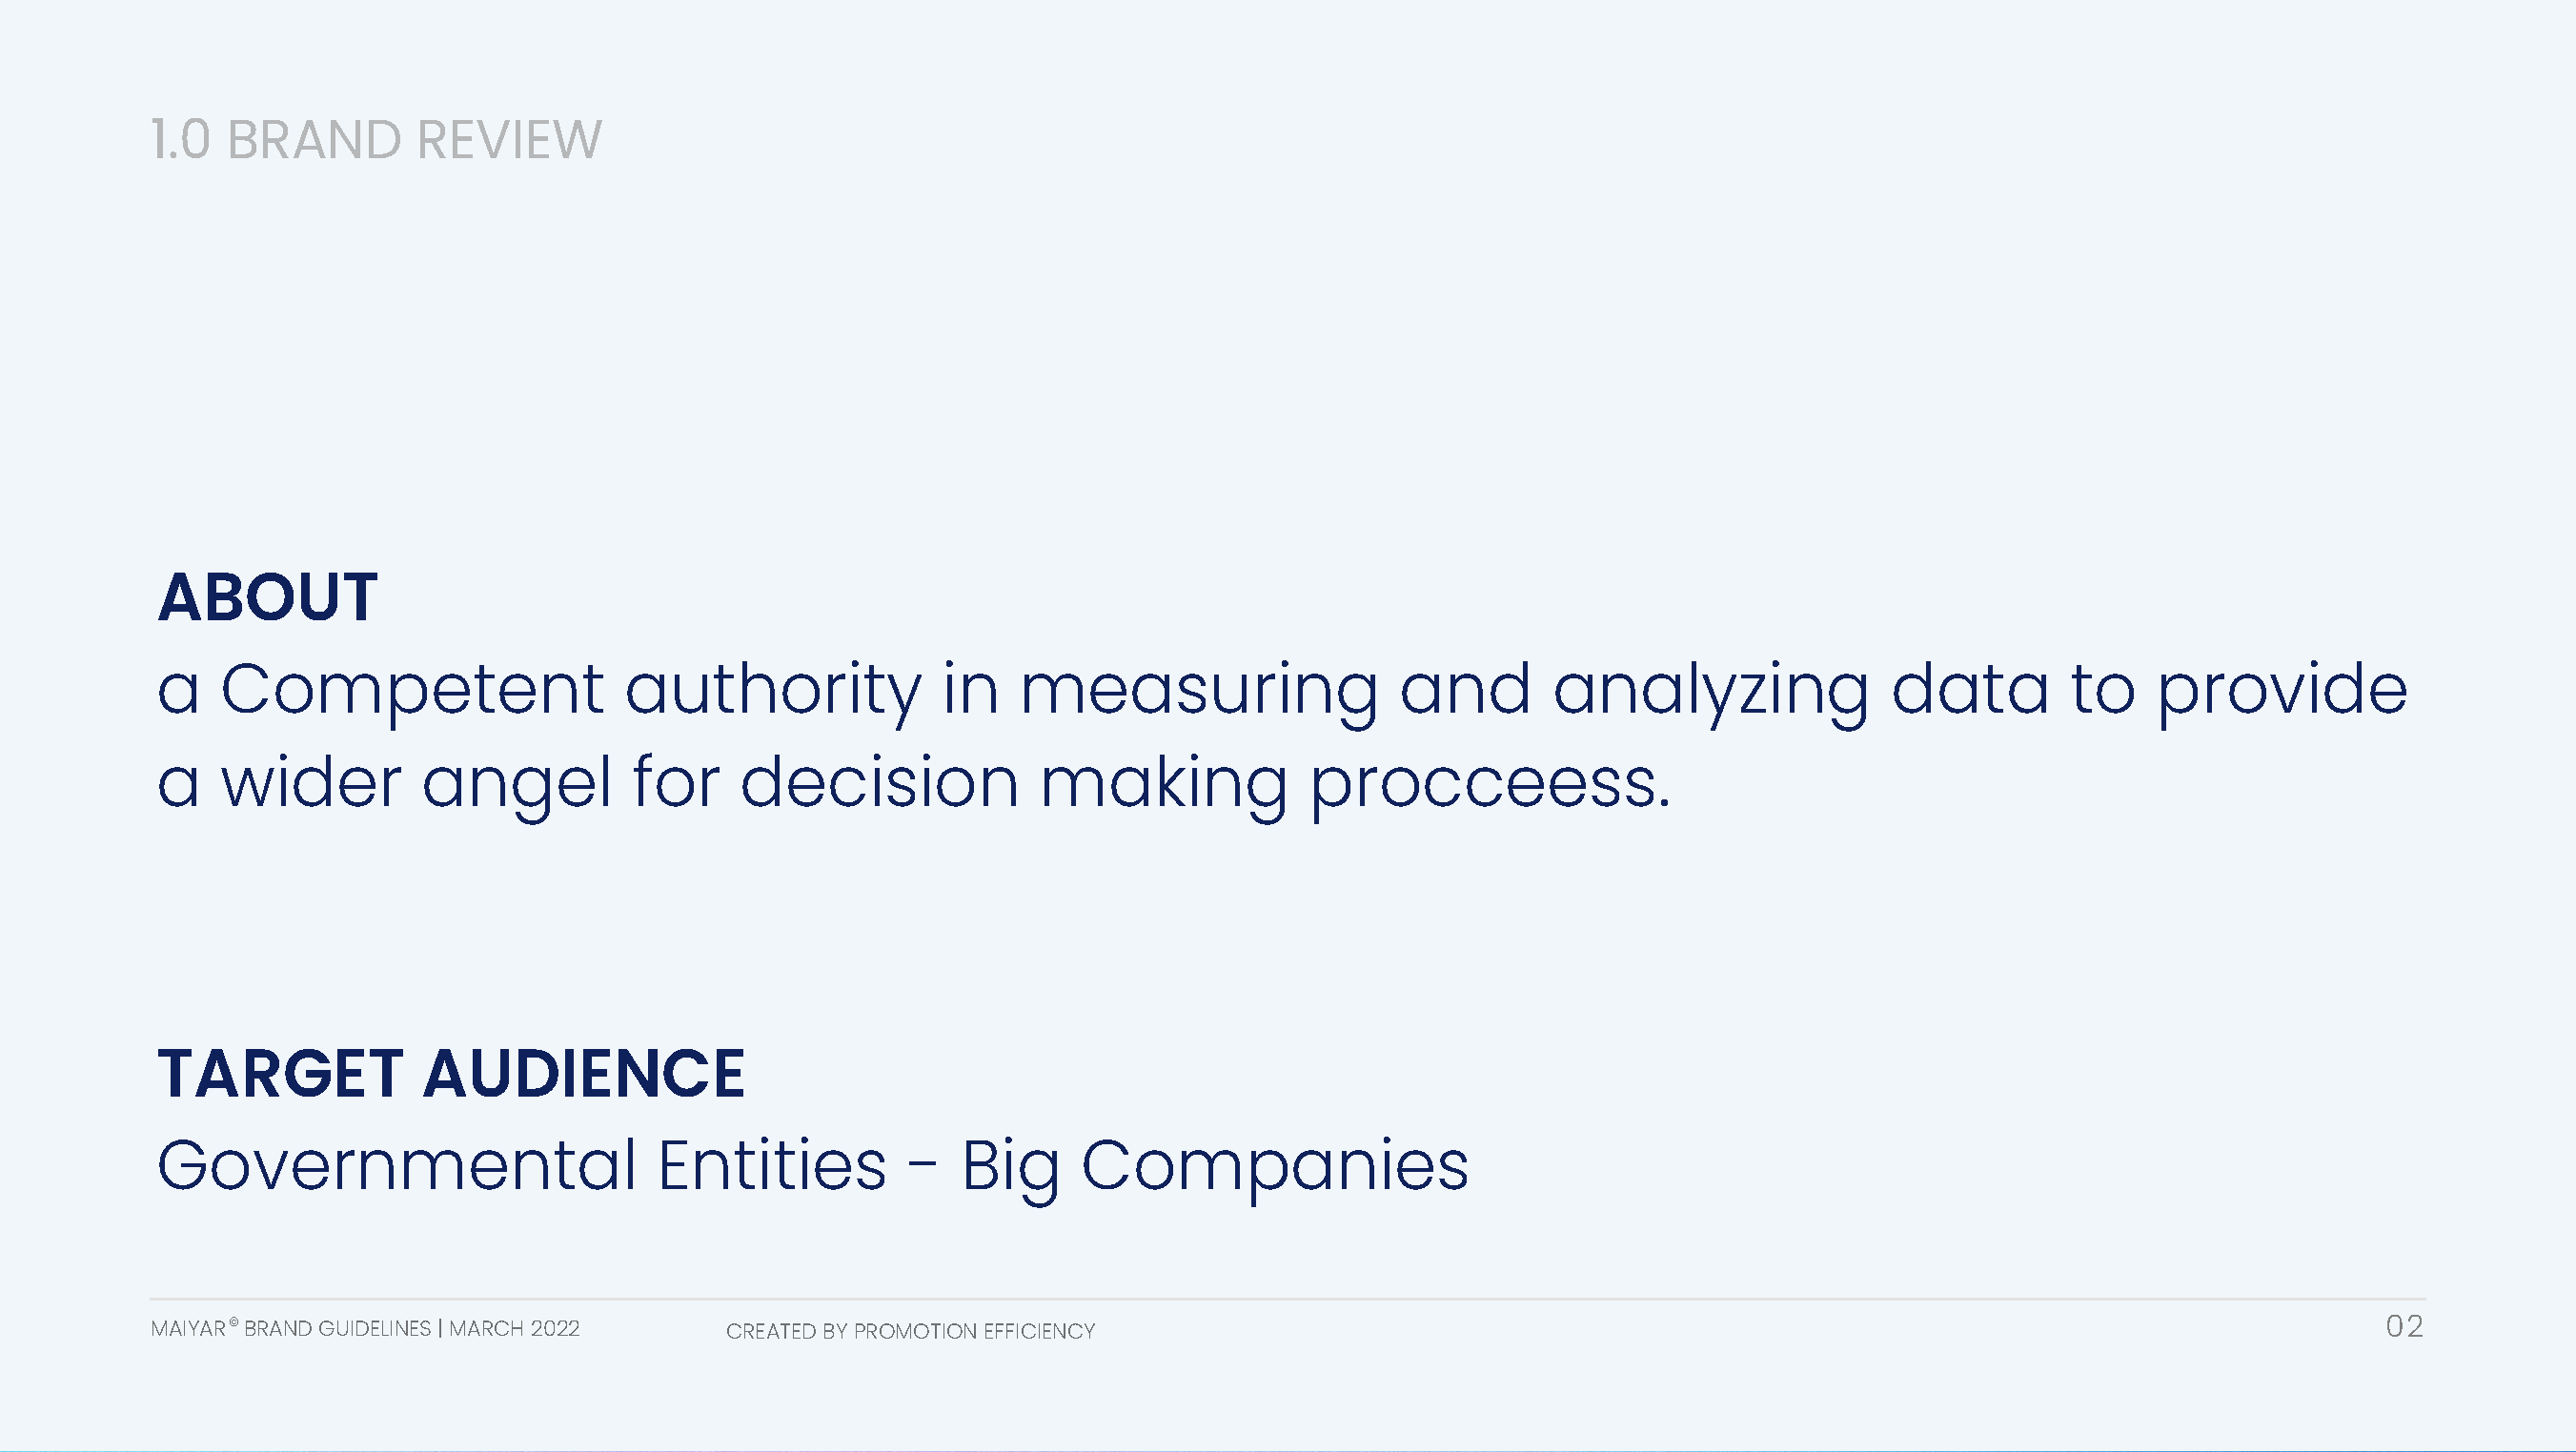 1.0 BRAND REVIEW
ABOUT
a Competent authority in measuring and analyzing data to provide
a wider angel for decision making proccceess.
TARGET AUDIENCE
Governmental Entities - Big Companies
MAIYAR © BRAND GUIDELINES | MARCH 2022
CREATED BY PROMOTION EFFICIENCY
02